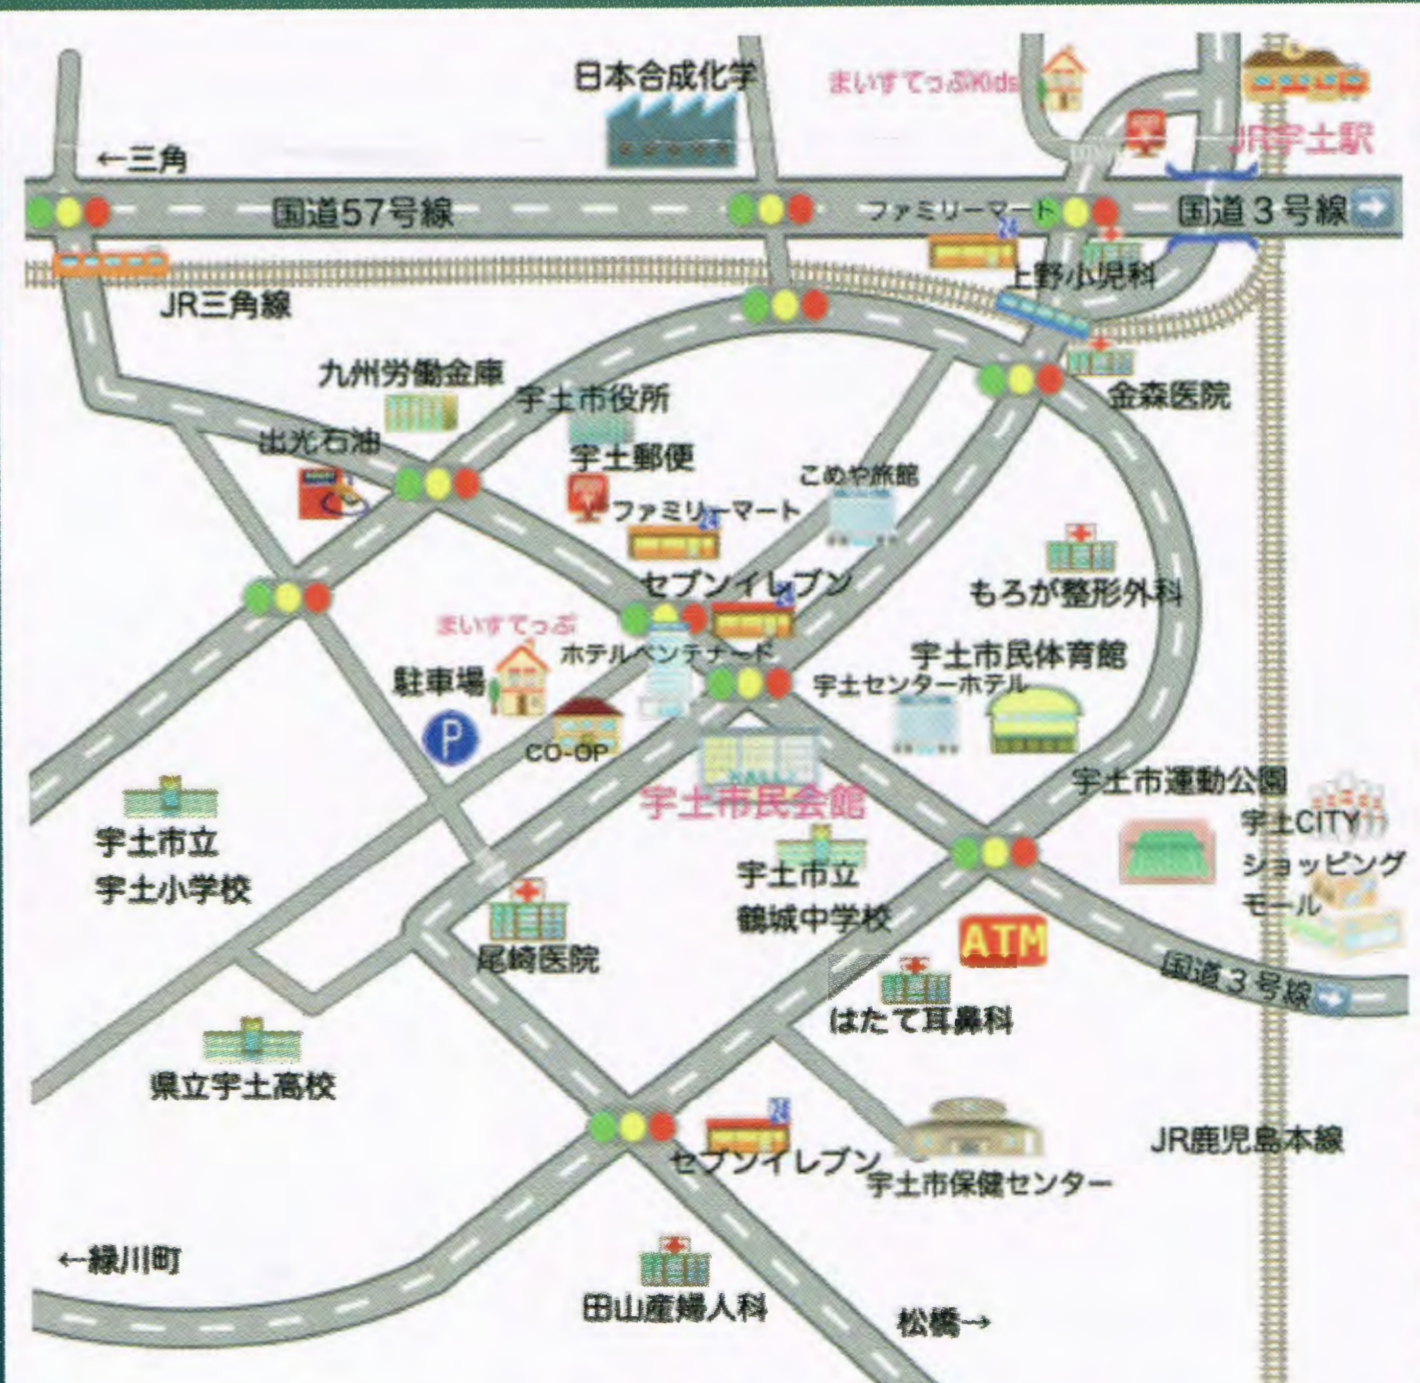 日本合成化学
まいすてっぷKids
JR宇土駅
←三角
国道57号線
ファミリーマート
24
国道3号線
上野小児科
JR三角線
九州労働金庫
宇土市役所
金森医院
出光石油
宇土郵便
こめや旅館
ファミリーマート
24
セブンイレブン
24
もろが整形外科
まいすてっぷ
ホテルベンテナード
宇土市民体育館
駐車場
宇土センターホテル
P
CO-OP
HALL
宇土市民会館
宇土市運動公園
宇土CITY
ショッピング
モール
宇土市立
宇土小学校
宇土市立
鶴城中学校
ATM
尾崎医院
国道3号線
はたて耳鼻科
県立宇土高校
24
セブンイレブン
JR鹿児島本線
宇土市保健センター
←緑川町
田山産婦人科
松橋→